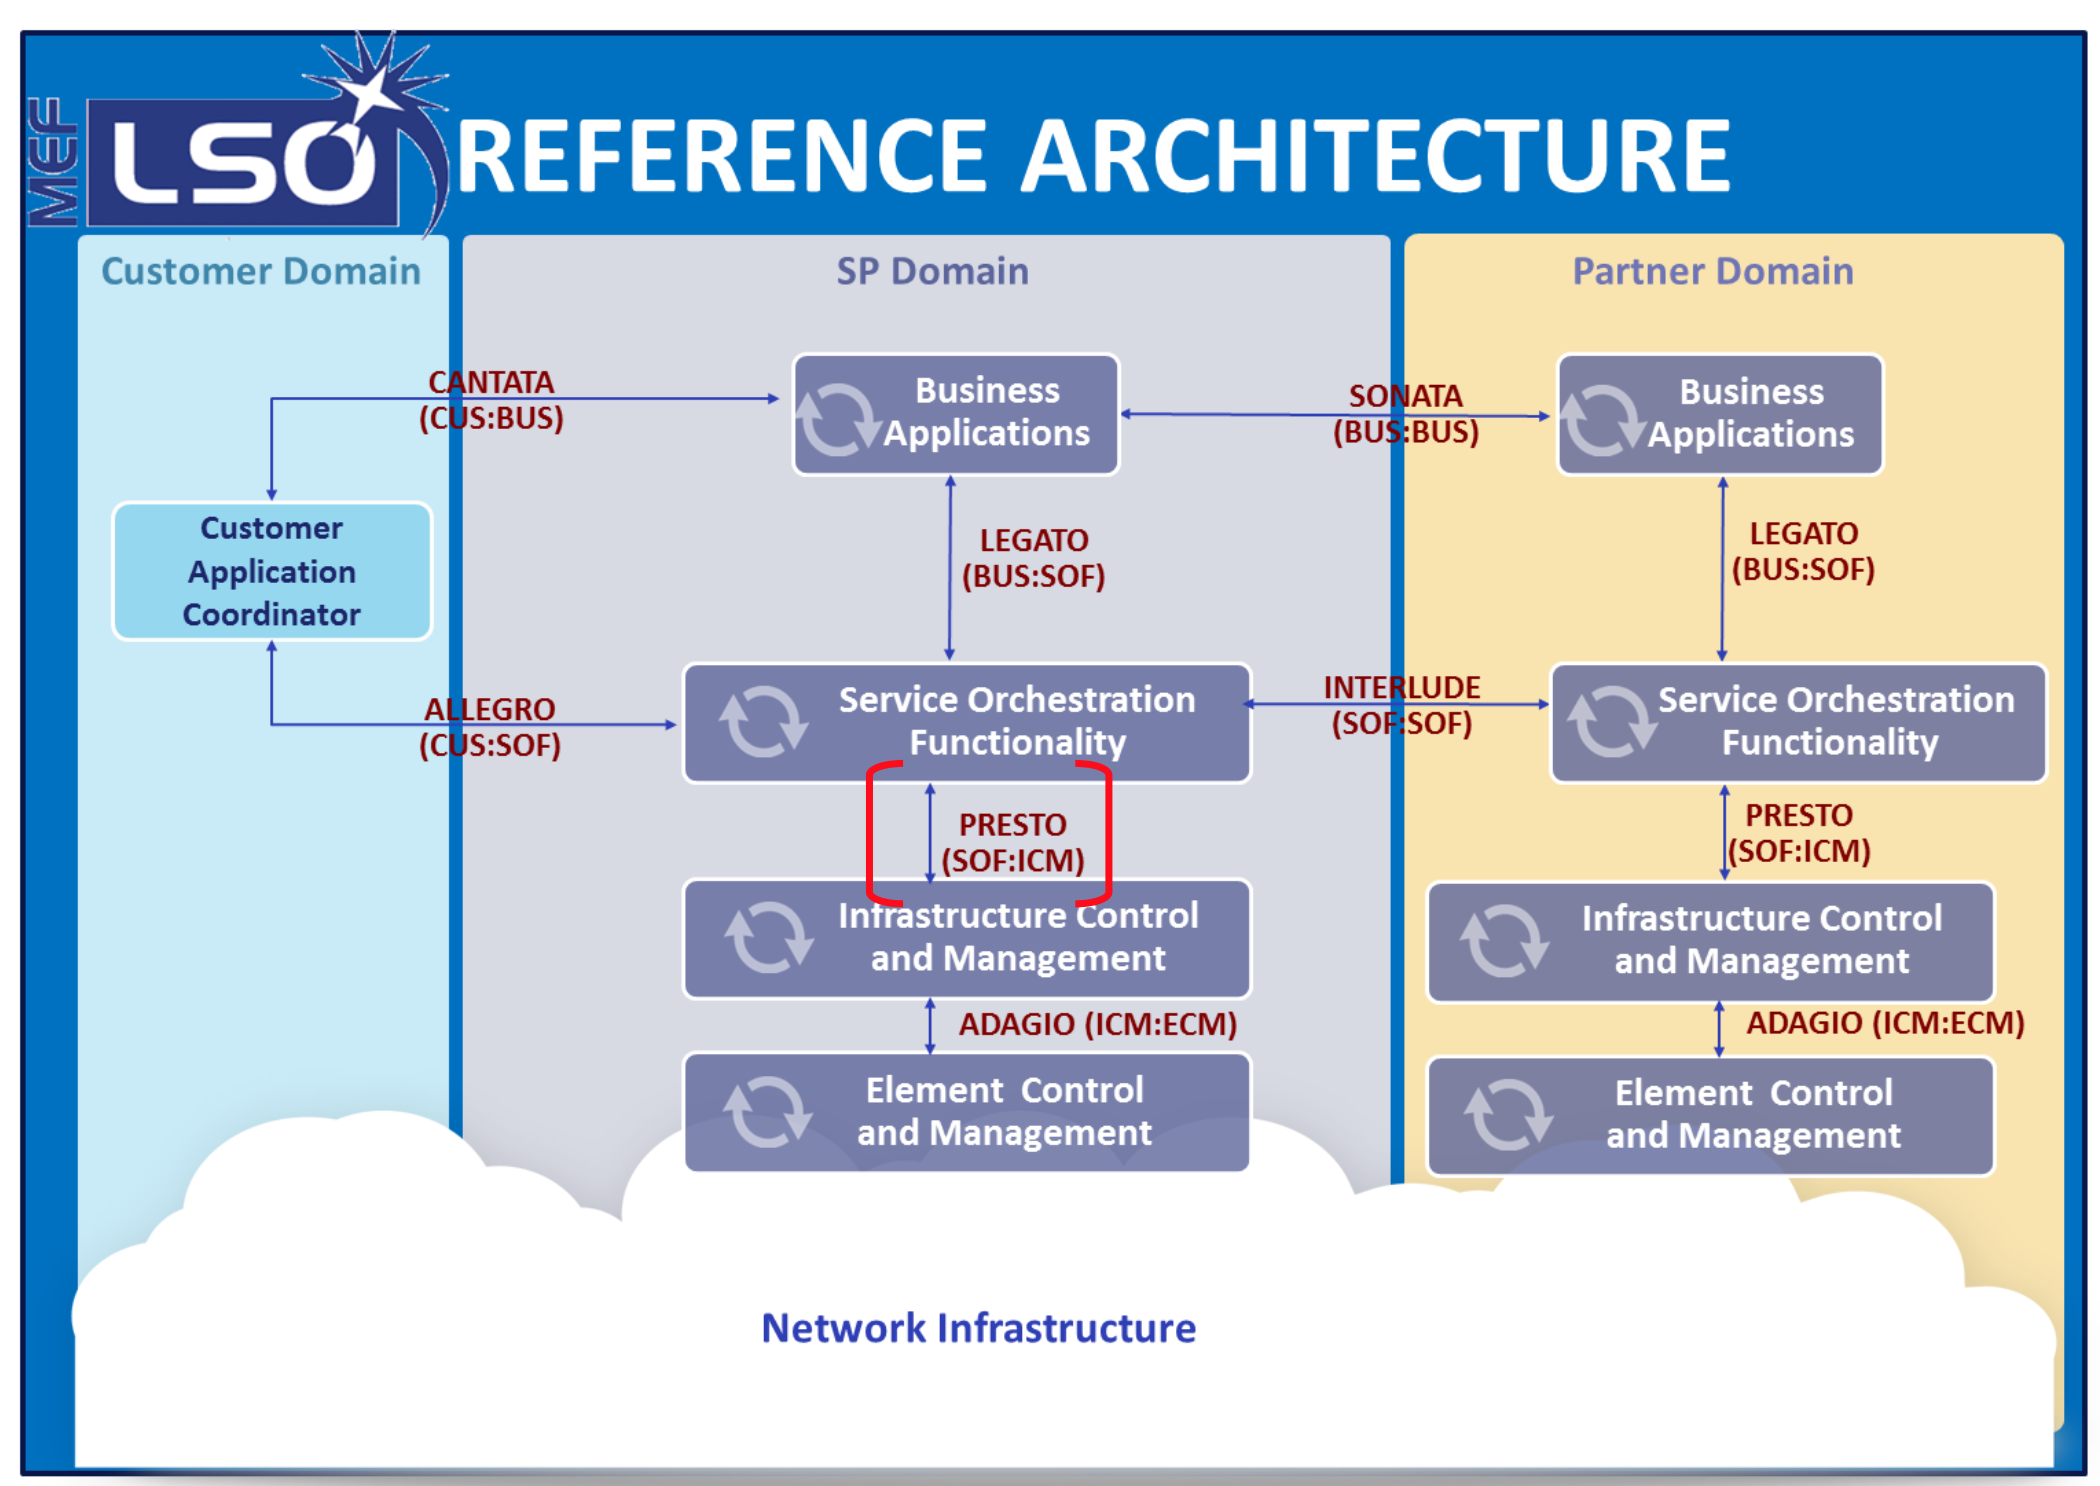 MEF
LSO REFERENCE ARCHITECTURE
Customer Domain
SP Domain
Partner Domain
CANTATA
(CUS:BUS)
Business
Applications
SONATA
(BUS:BUS)
Business
Applications
Customer
Application
Coordinator
LEGATO
(BUS:SOF)
LEGATO
(BUS:SOF)
ALLEGRO
(CUS:SOF)
Service Orchestration
Functionality
INTERLUDE
(SOF:SOF)
Service Orchestration
Functionality
PRESTO
(SOF:ICM)
PRESTO
(SOF:ICM)
Infrastructure Control
and Management
Infrastructure Control
and Management
ADAGIO (ICM:ECM)
ADAGIO (ICM:ECM)
Element Control
and Management
Element Control
and Management
Network Infrastructure